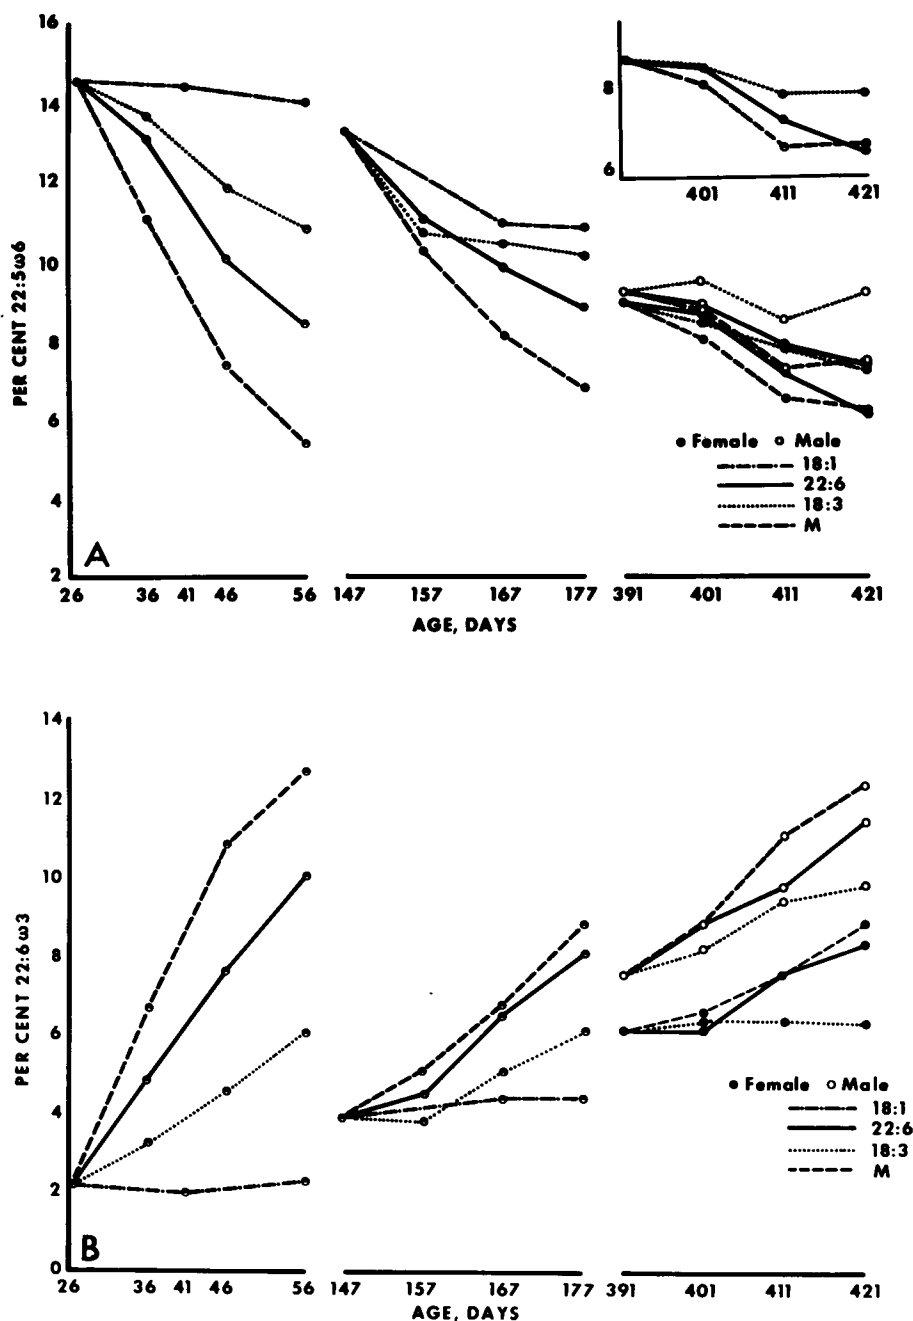 16
14
12
10
8
6
4
2
PER CENT 22:5ω6
8
6
401 411 421
● Female ○ Male
18:1
22:6
18:3
M
A
26 36 41 46 56 147 157 167 177 391 401 411 421
AGE, DAYS
14
12
10
8
6
4
2
0
PER CENT 22:6ω3
● Female ○ Male
18:1
22:6
18:3
M
B
26 36 41 46 56 147 157 167 177 391 401 411 421
AGE, DAYS